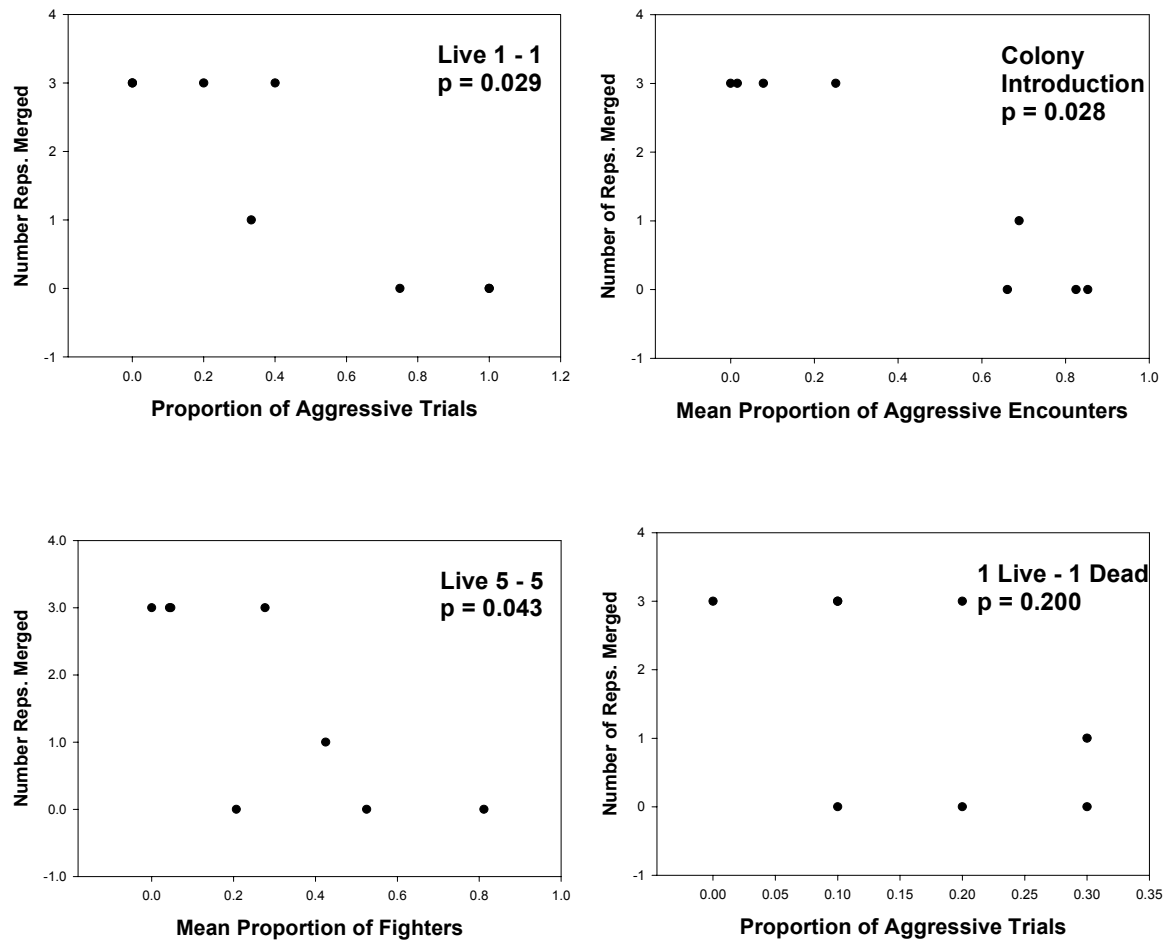 Live 1 - 1
p = 0.029
Number Reps. Merged
4
3
2
1
0
-1
0.0 0.2 0.4 0.6 0.8 1.0 1.2
Proportion of Aggressive Trials
Colony
Introduction
p = 0.028
Number of Reps. Merged
4
3
2
1
0
-1
0.0 0.2 0.4 0.6 0.8 1.0
Mean Proportion of Aggressive Encounters
Live 5 - 5
p = 0.043
Number Reps. Merged
4.0
3.0
2.0
1.0
0.0
-1.0
0.0 0.2 0.4 0.6 0.8 1.0
Mean Proportion of Fighters
1 Live - 1 Dead
p = 0.200
Number of Reps. Merged
4
3
2
1
0
-1
0.00 0.05 0.10 0.15 0.20 0.25 0.30 0.35
Proportion of Aggressive Trials